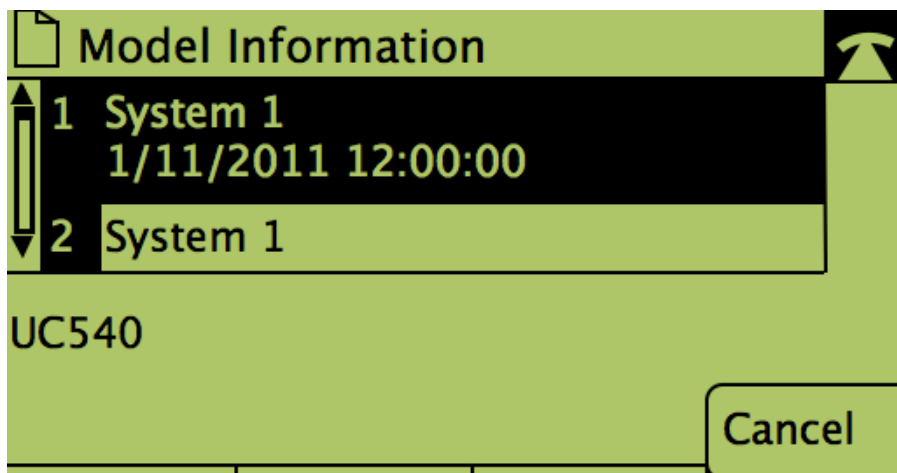 Model Information
1 System 1
1/11/2011 12:00:00
2 System 1
UC540
Cancel